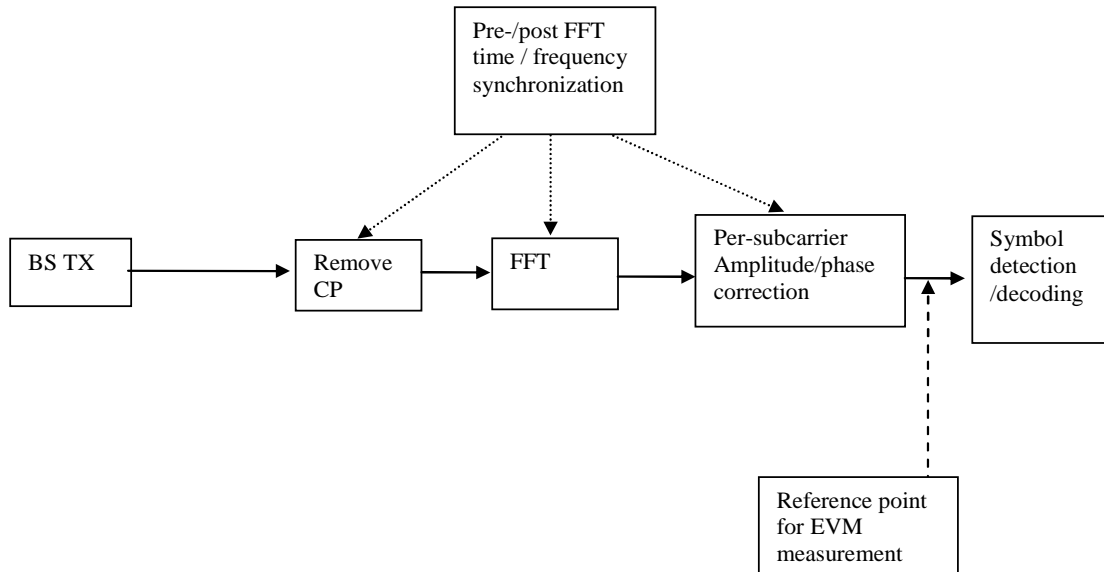 Pre-/post FFT
time / frequency
synchronization
BS TX
Remove
CP
FFT
Per-subcarrier
Amplitude/phase
correction
Symbol
detection
/decoding
Reference point
for EVM
measurement